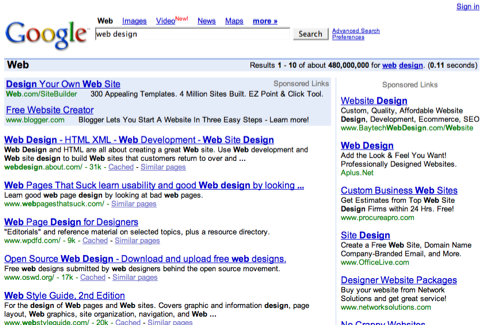 Sign in
Web Images Video New! News Maps more »
Google
web design
Search
Advanced Search
Preferences
Web
Results 1 - 10 of about 480,000,000 for web design. (0.11 seconds)
Design Your Own Web Site
Sponsored Links
Web.com/SiteBuilder 300 Appealing Templates. 4 Million Sites Built. EZ Point & Click Tool.
Free Website Creator
www.blogger.com Blogger Lets You Start A Website In Three Easy Steps - Learn more!
Web Design - HTML XML - Web Development - Web Site Design
Web Design and HTML are all about creating a great Web site. Use Web development and
Web site design to build Web sites that customers return to over and ...
webdesign.about.com/ - 31k - Cached - Similar pages
Web Pages That Suck learn usability and good Web design by looking ...
Learn good web page design by looking at bad web pages.
www.webpagesthatsuck.com/ - Similar pages
Web Page Design for Designers
"Editorials" and reference material on selected topics, plus a resource directory.
www.wpdfd.com/ - 9k - Cached - Similar pages
Open Source Web Design - Download and upload free web designs.
Free web designs submitted by web designers behind the open source movement.
www.oswd.org/ - 17k - Cached - Similar pages
Web Style Guide, 2nd Edition
For the design of Web pages and Web sites. Covers graphic and information design, page
layout, Web graphics, site organization, navigation, and Web ...
www.webstyleguide.com/ - 20k - Cached - Similar pages
Sponsored Links
Website Design
Custom, Quality, Affordable Website
Design, Development, Ecommerce, SEO
www.BaytechWebDesign.com/Website
Web Design
Add the Look & Feel You Want!
Professionally Designed Websites.
Aplus.Net
Custom Business Web Sites
Get Estimates from Top Web Site
Design Firms within 24 Hrs. Free!
www.procureapro.com
Site Design
Create a Free Web Site, Domain Name
Company-Branded Email, and More.
www.OfficeLive.com
Designer Website Packages
Buy your website from Network
Solutions and get great service!
www.networksolutions.com
No Crappy Websites